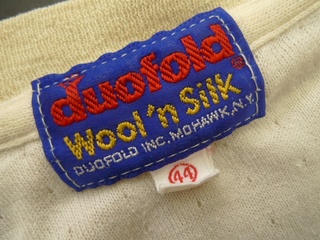 duofold
Wool 'n Silk
DUOFOLD INC. MOHAWK, N.Y.
44